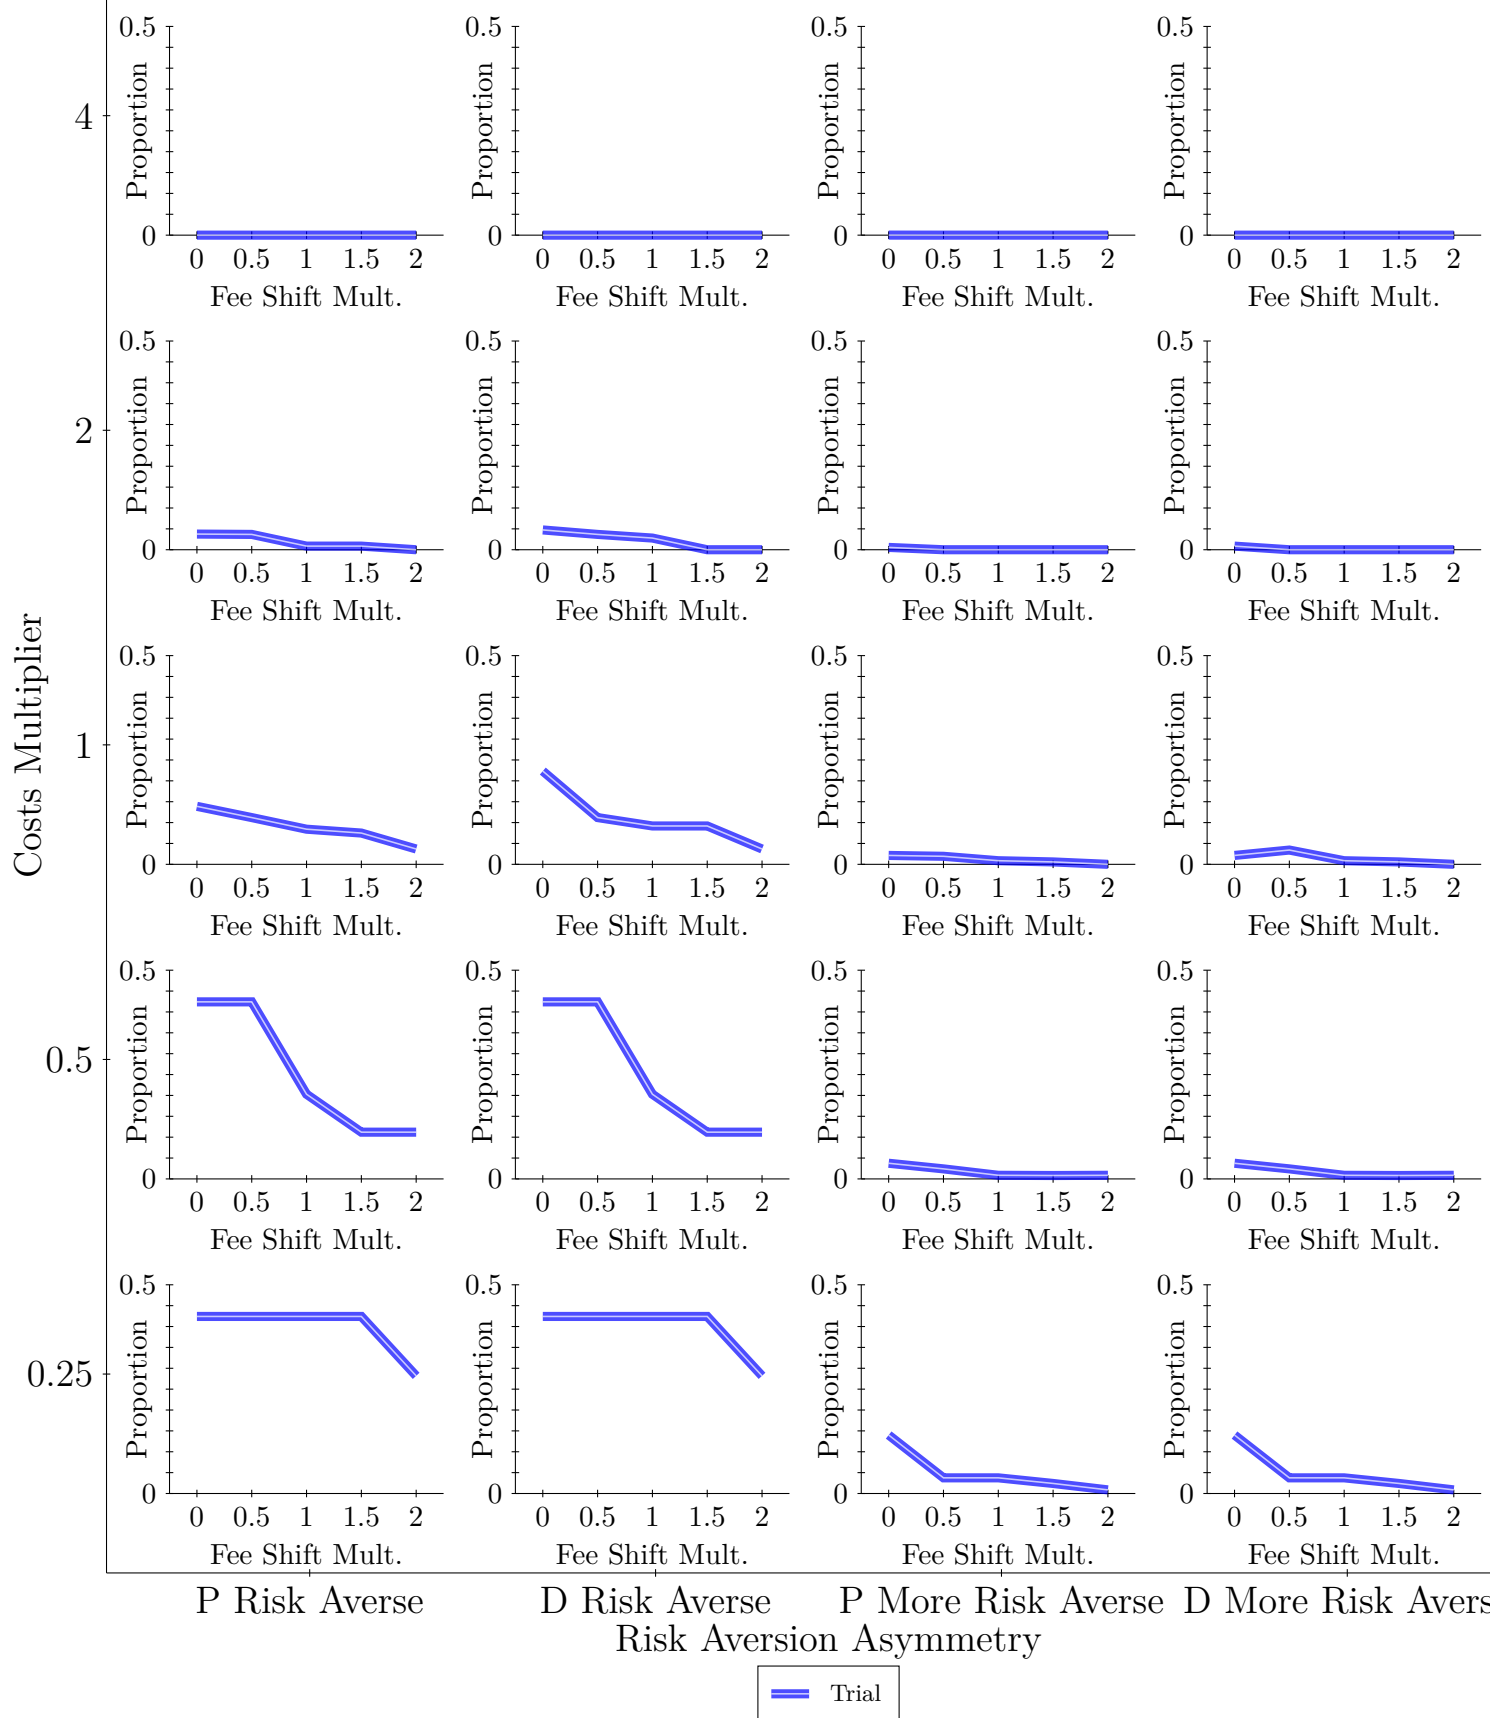 0.5 0.5 0.5 0.5
Proportion Proportion Proportion Proportion
4
0 0 0 0
0 0.5 1 1.5 2 0 0.5 1 1.5 2 0 0.5 1 1.5 2 0 0.5 1 1.5 2
Fee Shift Mult. Fee Shift Mult. Fee Shift Mult. Fee Shift Mult.
0.5 0.5 0.5 0.5
Proportion Proportion Proportion Proportion
2
0 0 0 0
0 0.5 1 1.5 2 0 0.5 1 1.5 2 0 0.5 1 1.5 2 0 0.5 1 1.5 2
Fee Shift Mult. Fee Shift Mult. Fee Shift Mult. Fee Shift Mult.
Costs Multiplier
0.5 0.5 0.5 0.5
Proportion Proportion Proportion Proportion
1
0 0 0 0
0 0.5 1 1.5 2 0 0.5 1 1.5 2 0 0.5 1 1.5 2 0 0.5 1 1.5 2
Fee Shift Mult. Fee Shift Mult. Fee Shift Mult. Fee Shift Mult.
0.5 0.5 0.5 0.5
Proportion Proportion Proportion Proportion
0.5
0 0 0 0
0 0.5 1 1.5 2 0 0.5 1 1.5 2 0 0.5 1 1.5 2 0 0.5 1 1.5 2
Fee Shift Mult. Fee Shift Mult. Fee Shift Mult. Fee Shift Mult.
0.5 0.5 0.5 0.5
Proportion Proportion Proportion Proportion
0.25
0 0 0 0
0 0.5 1 1.5 2 0 0.5 1 1.5 2 0 0.5 1 1.5 2 0 0.5 1 1.5 2
Fee Shift Mult. Fee Shift Mult. Fee Shift Mult. Fee Shift Mult.
P Risk Averse D Risk Averse P More Risk Averse D More Risk Avers
Risk Aversion Asymmetry
Trial